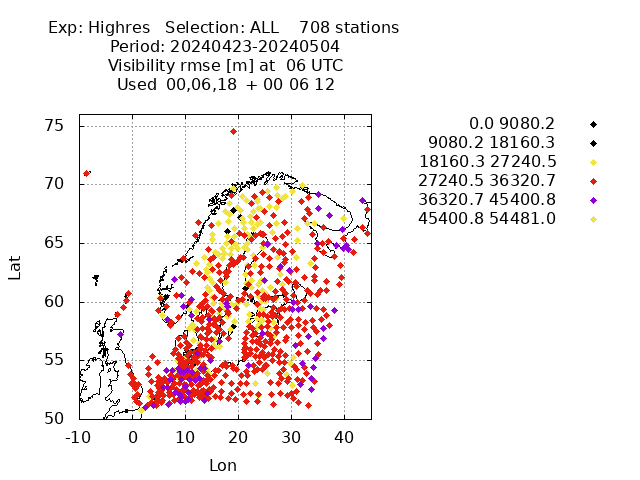 Exp: Highres   Selection: ALL    708 stations
Period: 20240423-20240504
Visibility rmse [m] at  06 UTC
Used  00,06,18  + 00 06 12
0.0 9080.2
9080.2 18160.3
18160.3 27240.5
27240.5 36320.7
36320.7 45400.8
45400.8 54481.0
75
70
65
60
55
50
Lat
-10 0 10 20 30 40
Lon